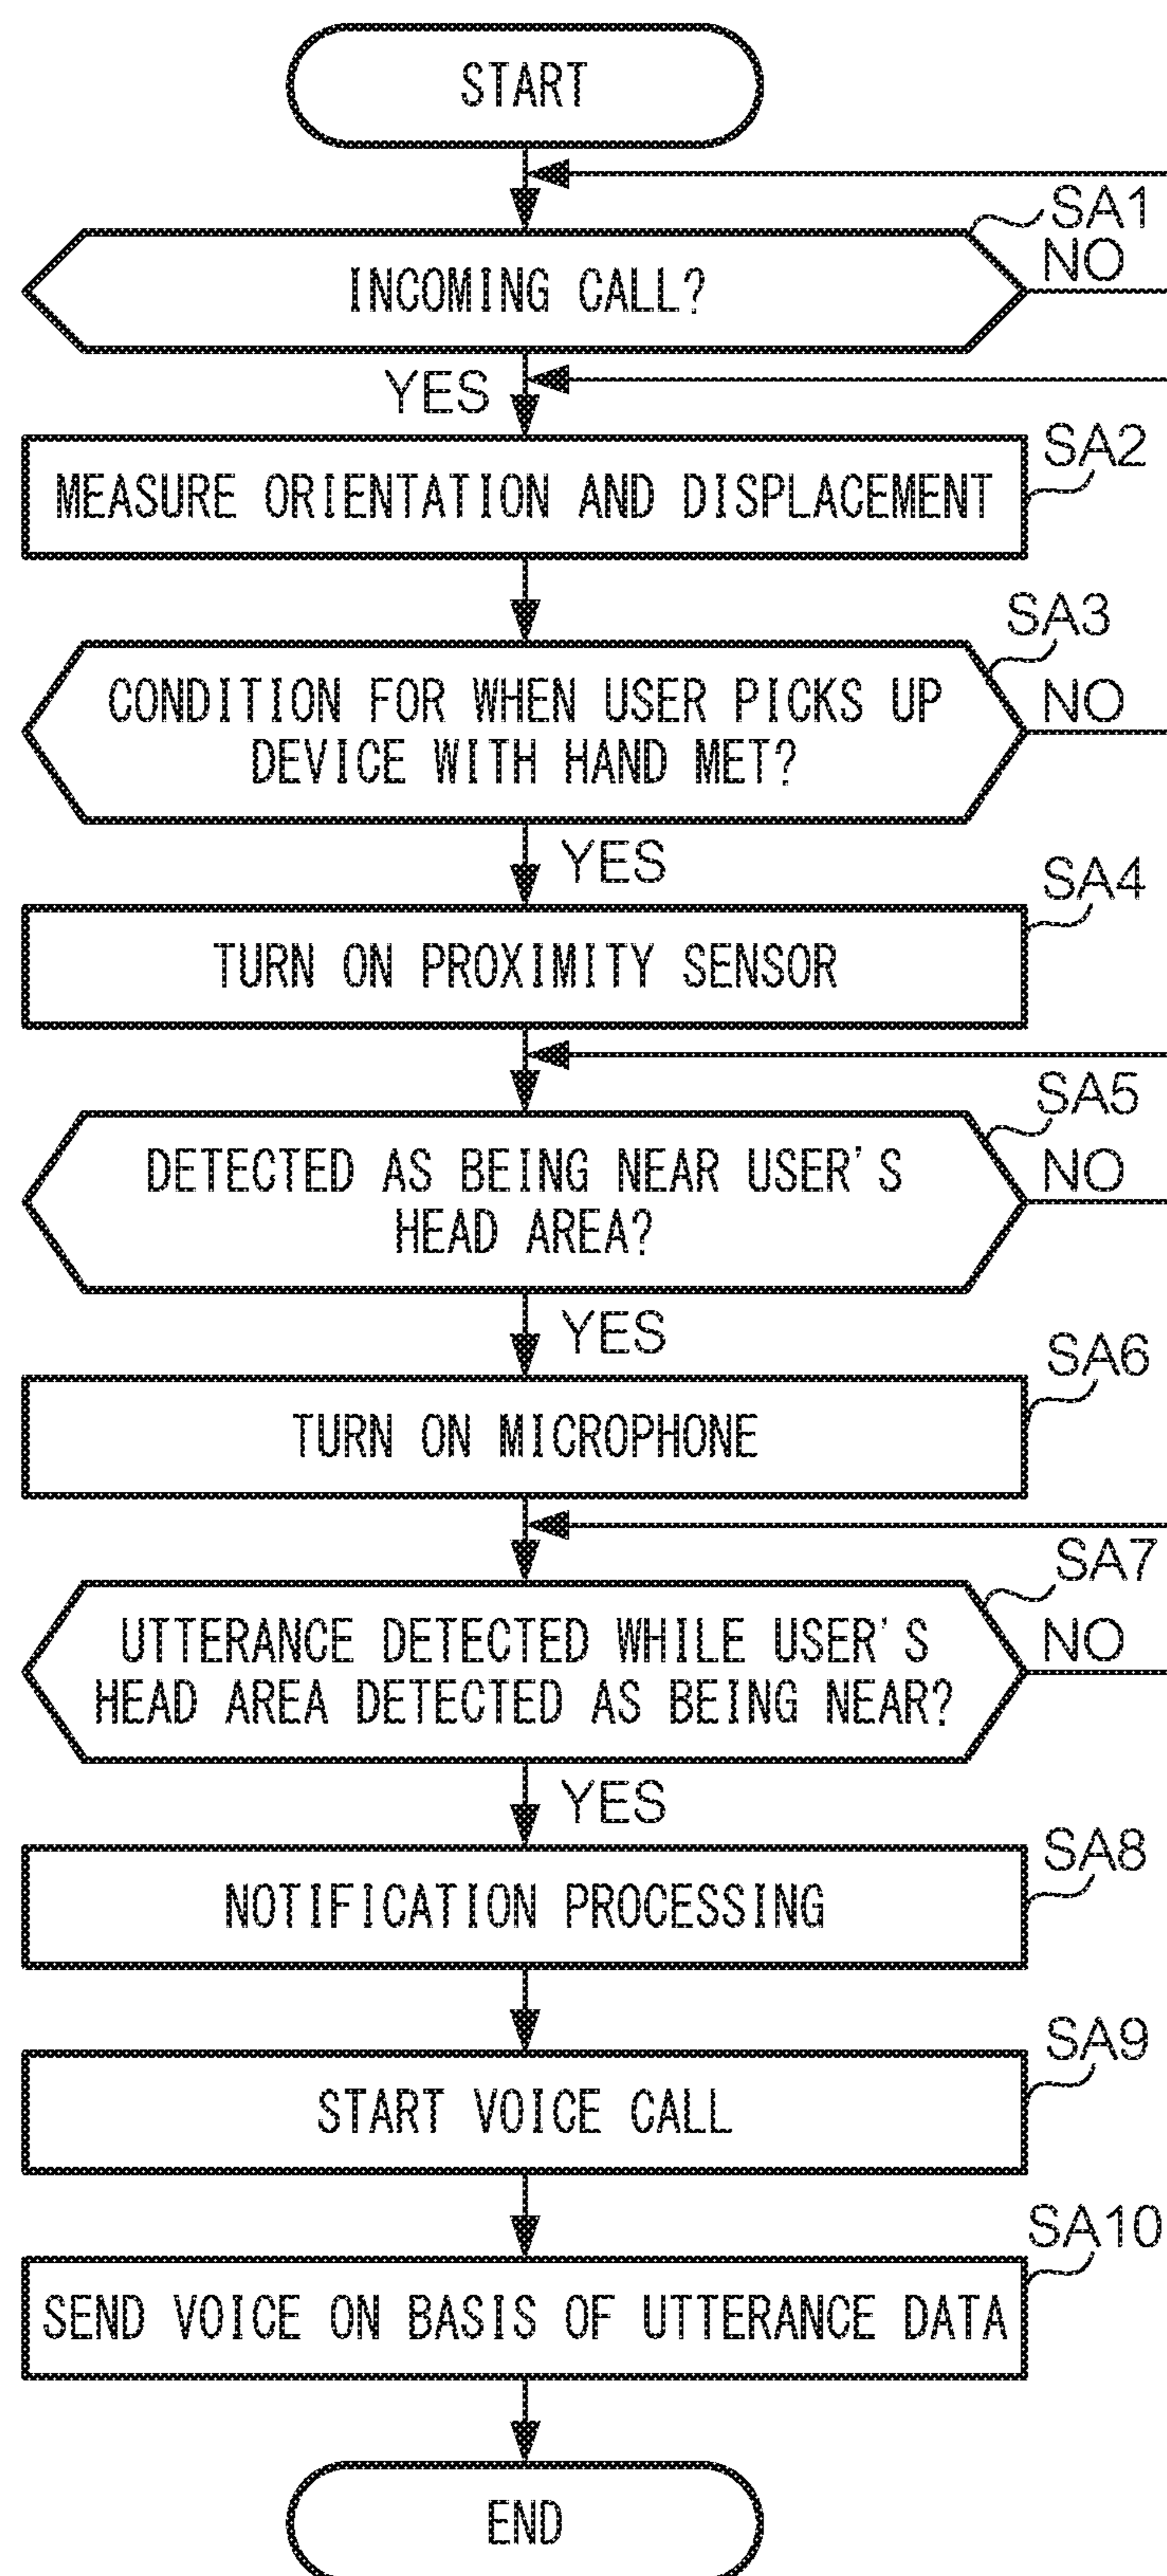 START
SA1
INCOMING CALL?
NO
YES
SA2
MEASURE ORIENTATION AND DISPLACEMENT
SA3
CONDITION FOR WHEN USER PICKS UP
DEVICE WITH HAND MET?
NO
YES
SA4
TURN ON PROXIMITY SENSOR
SA5
DETECTED AS BEING NEAR USER'S
HEAD AREA?
NO
YES
SA6
TURN ON MICROPHONE
SA7
UTTERANCE DETECTED WHILE USER'S
HEAD AREA DETECTED AS BEING NEAR?
NO
YES
SA8
NOTIFICATION PROCESSING
SA9
START VOICE CALL
SA10
SEND VOICE ON BASIS OF UTTERANCE DATA
END